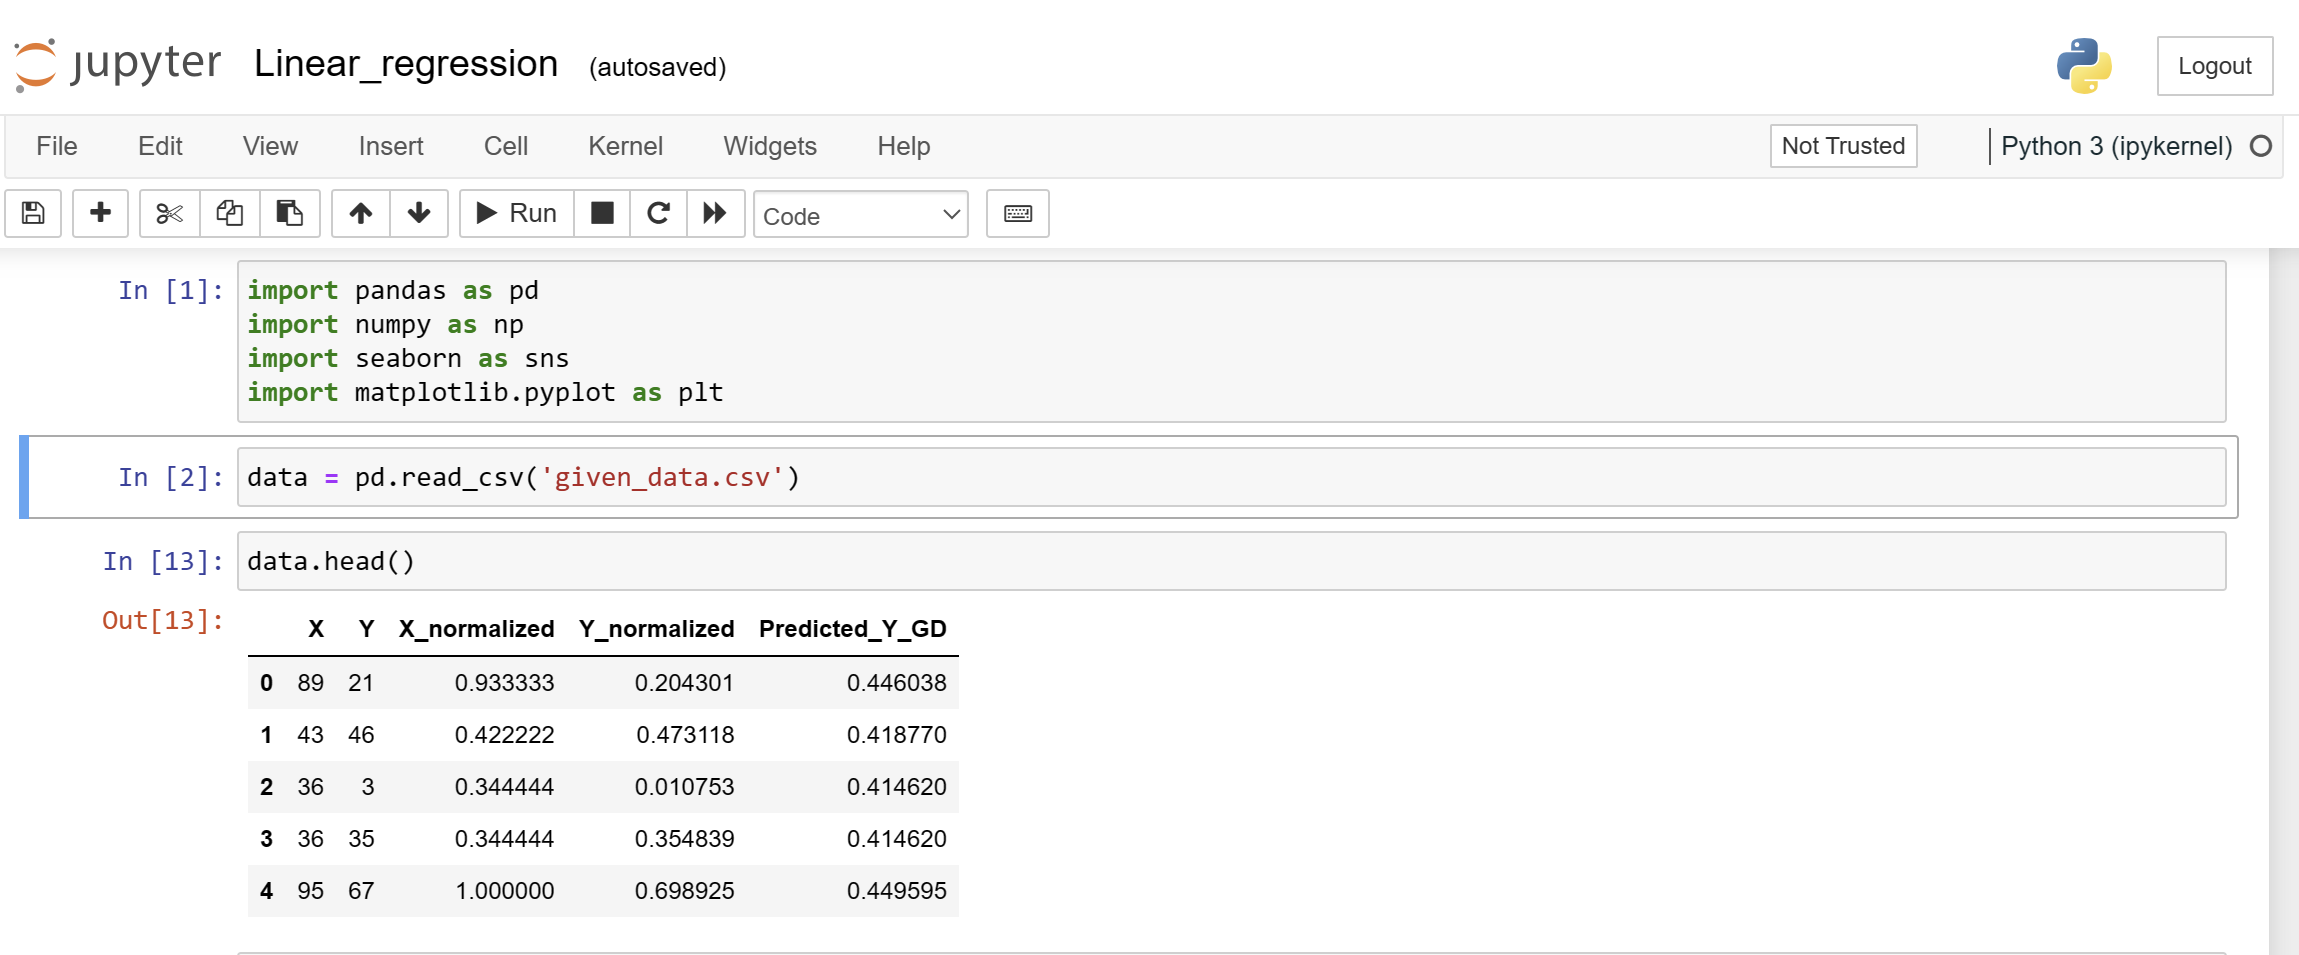 jupyter Linear_regression (autosaved) Logout
File Edit View Insert Cell Kernel Widgets Help Not Trusted Python 3 (ipykernel)
Run Code
In [1]: import pandas as pd
import numpy as np
import seaborn as sns
import matplotlib.pyplot as plt
In [2]: data = pd.read_csv('given_data.csv')
In [13]: data.head()
Out[13]:
X Y X_normalized Y_normalized Predicted_Y_GD
0 89 21 0.933333 0.204301 0.446038
1 43 46 0.422222 0.473118 0.418770
2 36 3 0.344444 0.010753 0.414620
3 36 35 0.344444 0.354839 0.414620
4 95 67 1.000000 0.698925 0.449595